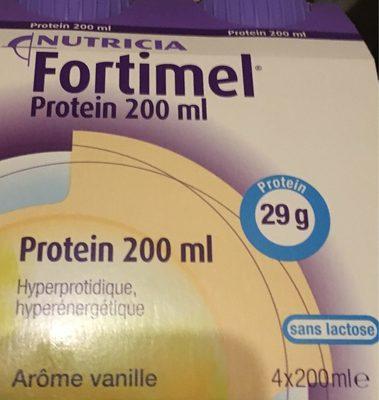 Protein 200 ml
Protein 200 ml
NUTRICIA
Fortimel®
Protein 200 ml
Protein
29 g
Protein 200 ml
Hyperprotidique,
hyperénergétique
sans lactose
Arôme vanille
4x200ml℮